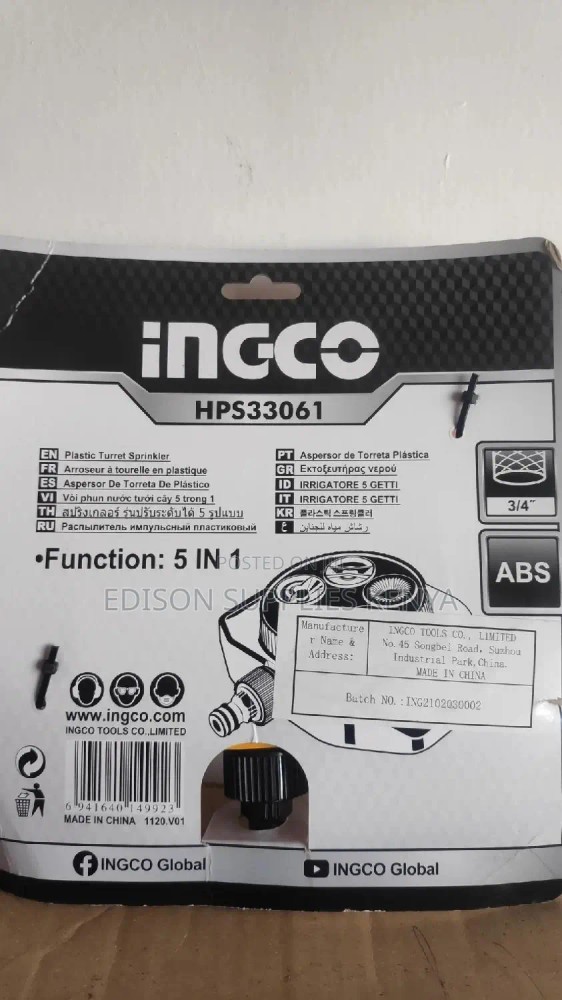 INGCO
HPS33061
EN Plastic Turret Sprinkler
FR Arroseur à tourelle en plastique
ES Aspersor De Torreta De Plástico
VI Vòi phun nước tưới cây 5 trong 1
TH สปริงเกลอร์ รุ่นปรับระดับได้ 5 รูปแบบ
RU Распылитель импульсный пластиковый
PT Aspersor de Torreta Plástica
GR Εκτοξευτήρας νερού
ID IRRIGATORE 5 GETTI
IT IRRIGATORE 5 GETTI
KR 플라스틱 스프링클러
رشاش مياه لنجناين ع
3/4"
ABS
•Function: 5 IN 1
POSTED ON
EDISON SUPPLIES KENYA
Manufacture
r Name &
Address:
INGCO TOOLS CO., LIMITED
No.45 Songbei Road, Suzhou
Industrial Park,China.
MADE IN CHINA
Batch NO.:ING2102030002
www.ingco.com
INGCO TOOLS CO.,LIMITED
6 941640 149923
MADE IN CHINA 1120.V01
INGCO Global
INGCO Global